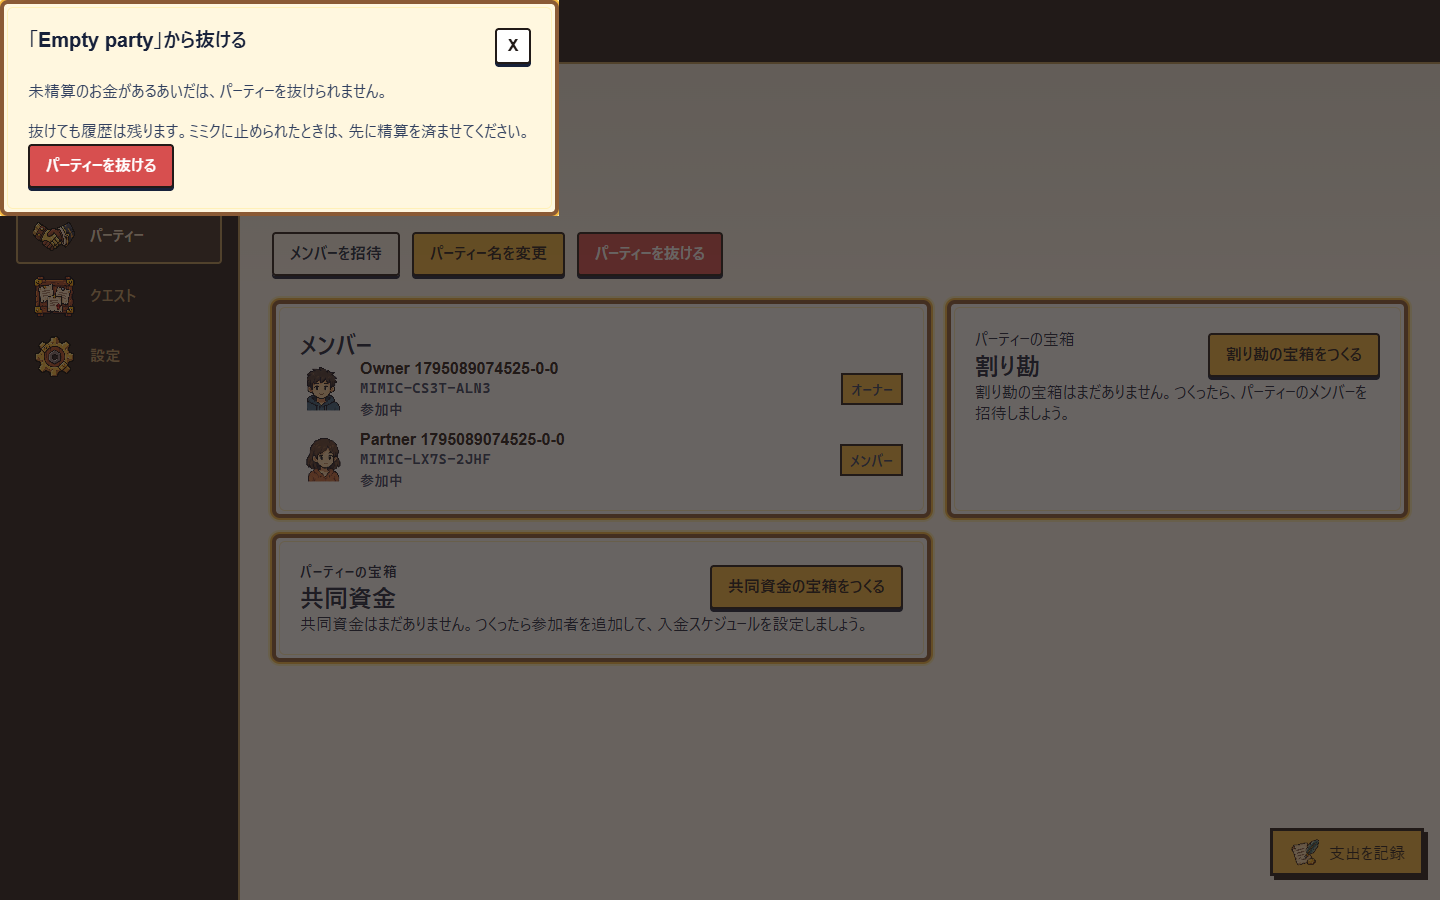 「Empty party」から抜ける
X
未精算のお金があるあいだは、パーティーを抜けられません。
抜けても履歴は残ります。ミミクに止められたときは、先に精算を済ませてください。
パーティーを抜ける
パーティー
クエスト
設定
メンバーを招待
パーティー名を変更
パーティーを抜ける
メンバー
Owner 1795089074525-0-0
MIMIC-CS3T-ALN3
参加中
オーナー
Partner 1795089074525-0-0
MIMIC-LX7S-2JHF
参加中
メンバー
パーティーの宝箱
割り勘
割り勘の宝箱をつくる
割り勘の宝箱はまだありません。つくったら、パーティーのメンバーを
招待しましょう。
パーティーの宝箱
共同資金
共同資金の宝箱をつくる
共同資金はまだありません。つくったら参加者を追加して、入金スケジュールを設定しましょう。
支出を記録